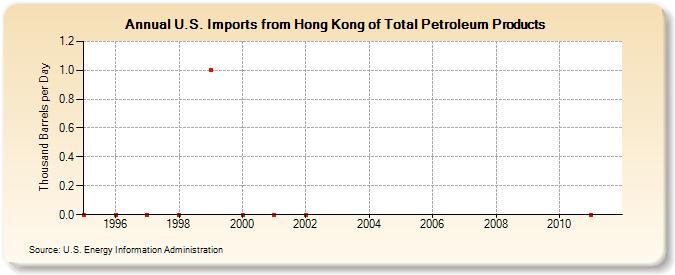 Annual U.S. Imports from Hong Kong of Total Petroleum Products
Thousand Barrels per Day
1.2
1.0
0.8
0.6
0.4
0.2
0.0
1996 1998 2000 2002 2004 2006 2008 2010
Source: U.S. Energy Information Administration